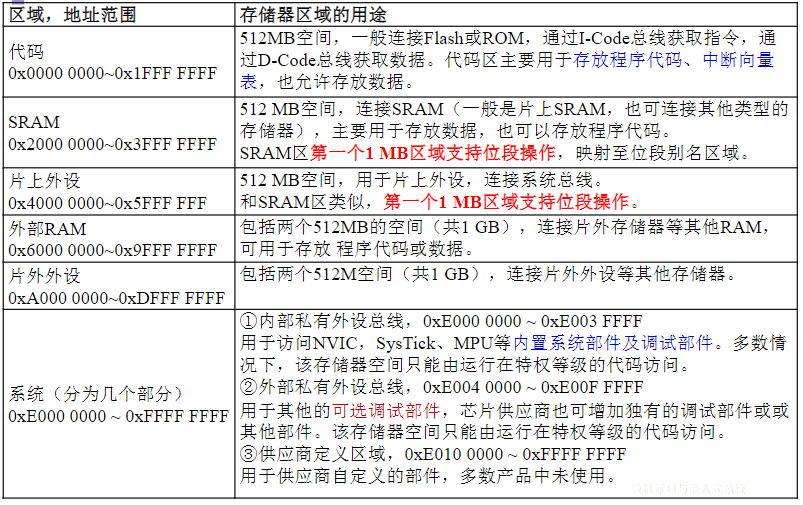 区域，地址范围
存储器区域的用途
代码
0x0000 0000~0x1FFF FFFF
512MB空间，一般连接Flash或ROM，通过I-Code总线获取指令，通
过D-Code总线获取数据。代码区主要用于存放程序代码、中断向量
表，也允许存放数据。
SRAM
0x2000 0000~0x3FFF FFFF
512 MB空间，连接SRAM（一般是片上SRAM，也可连接其他类型的
存储器），主要用于存放数据，也可以存放程序代码。
SRAM区第一个1 MB区域支持位段操作，映射至位段别名区域。
片上外设
0x4000 0000~0x5FFF FFF
512 MB空间，用于片上外设，连接系统总线。
和SRAM区类似，第一个1 MB区域支持位段操作。
外部RAM
0x6000 0000~0x9FFF FFFF
包括两个512MB的空间（共1 GB），连接片外存储器等其他RAM，
可用于存放 程序代码或数据。
片外外设
0xA000 0000~0xDFFF FFFF
包括两个512M空间（共1 GB），连接片外外设等其他存储器。
系统（分为几个部分）
0xE000 0000 ~ 0xFFFF FFFF
①内部私有外设总线，0xE000 0000 ~ 0xE003 FFFF
用于访问NVIC，SysTick、MPU等内置系统部件及调试部件。多数情
况下，该存储器空间只能由运行在特权等级的代码访问。
②外部私有外设总线，0xE004 0000 ~ 0xE00F FFFF
用于其他的可选调试部件，芯片供应商也可增加独有的调试部件或或
其他部件。该存储器空间只能由运行在特权等级的代码访问。
③供应商定义区域，0xE010 0000 ~ 0xFFFF FFFF
用于供应商自定义的部件，多数产品中未使用。